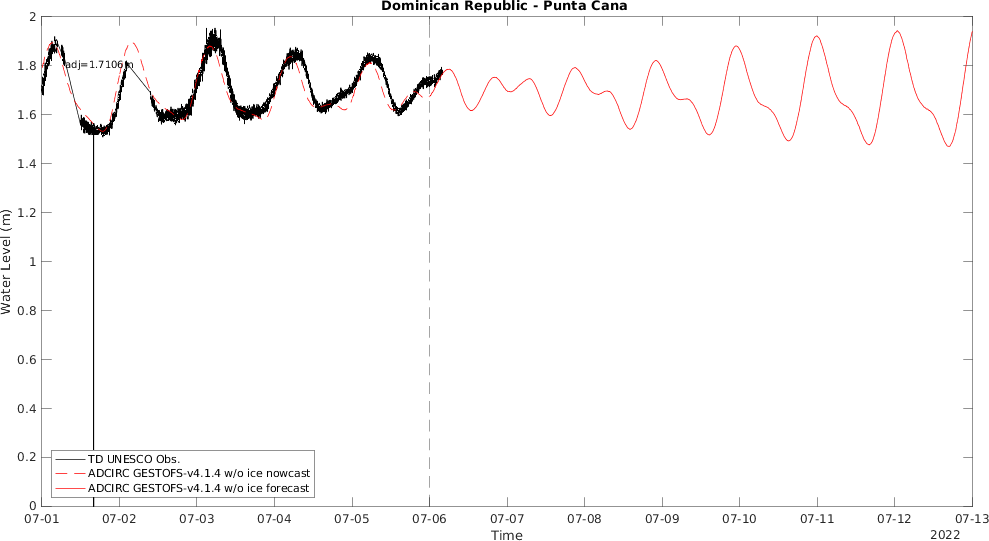 Dominican Republic - Punta Cana
2
1.8
1.6
1.4
1.2
1
0.8
0.6
0.4
0.2
0
Water Level (m)
adj=1.7106 m
TD UNESCO Obs.
ADCIRC GESTOFS-v4.1.4 w/o ice nowcast
ADCIRC GESTOFS-v4.1.4 w/o ice forecast
07-01 07-02 07-03 07-04 07-05 07-06 07-07 07-08 07-09 07-10 07-11 07-12 07-13
Time
2022